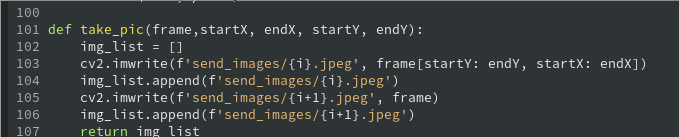 100
101 def take_pic(frame,startX, endX, startY, endY):
102     img_list = []
103     cv2.imwrite(f'send_images/{i}.jpeg', frame[startY: endY, startX: endX])
104     img_list.append(f'send_images/{i}.jpeg')
105     cv2.imwrite(f'send_images/{i+1}.jpeg', frame)
106     img_list.append(f'send_images/{i+1}.jpeg')
107     return img_list